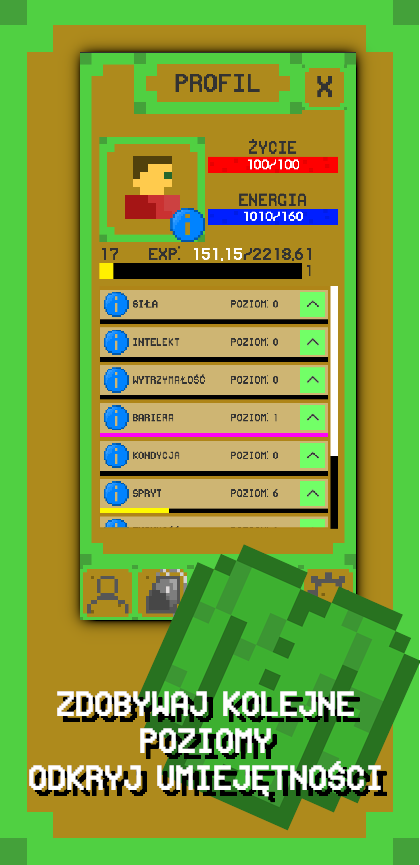 PROFIL
X
ŻYCIE
100/100
ENERGIA
1010/160
17 EXP: 151,15/2218,61
1
SIŁA POZIOM: 0
INTELEKT POZIOM: 0
WYTRZYMAŁOŚĆ POZIOM: 0
BARIERA POZIOM: 1
KONDYCJA POZIOM: 0
SPRYT POZIOM: 6
ZDOBYWAJ KOLEJNE
POZIOMY
ODKRYJ UMIEJĘTNOŚCI